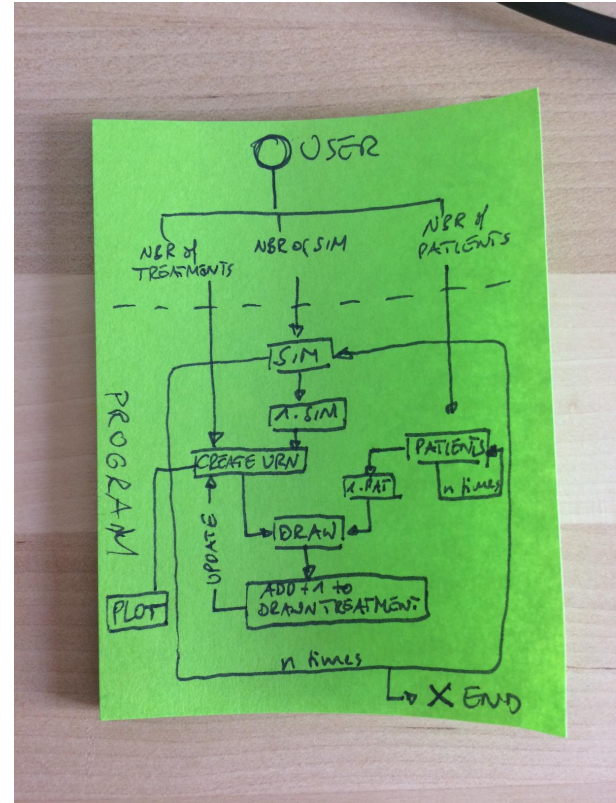 USER
NBR of
TREATMENTS
NBR of SIM
NBR of
PATIENTS
PROGRAM
SIM
1. SIM
CREATE URN
PATIENTS
n times
1. PAT
DRAW
UPDATE
ADD +1 to
DRAWN TREATMENT
PLOT
n times
X END